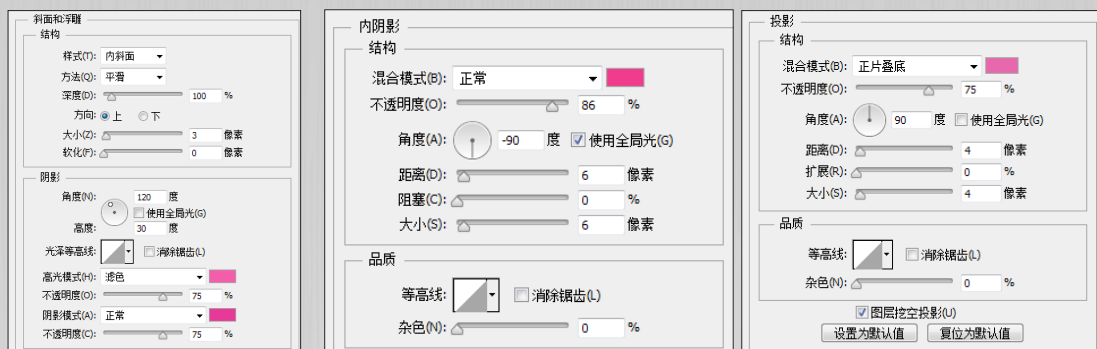 斜面和浮雕
结构
样式(T): 内斜面
方法(Q): 平滑
深度(D): 100 %
方向: 上 下
大小(Z): 3 像素
软化(F): 0 像素
阴影
角度(N): 120 度
使用全局光(G)
高度: 30 度
光泽等高线: 消除锯齿(L)
高光模式(H): 滤色
不透明度(O): 75 %
阴影模式(A): 正常
不透明度(C): 75 %
内阴影
结构
混合模式(B): 正常
不透明度(O): 86 %
角度(A): -90 度 使用全局光(G)
距离(D): 6 像素
阻塞(C): 0 %
大小(S): 6 像素
品质
等高线: 消除锯齿(L)
杂色(N): 0 %
投影
结构
混合模式(B): 正片叠底
不透明度(O): 75 %
角度(A): 90 度 使用全局光(G)
距离(D): 4 像素
扩展(R): 0 %
大小(S): 4 像素
品质
等高线: 消除锯齿(L)
杂色(N): 0 %
图层挖空投影(U)
设置为默认值 复位为默认值